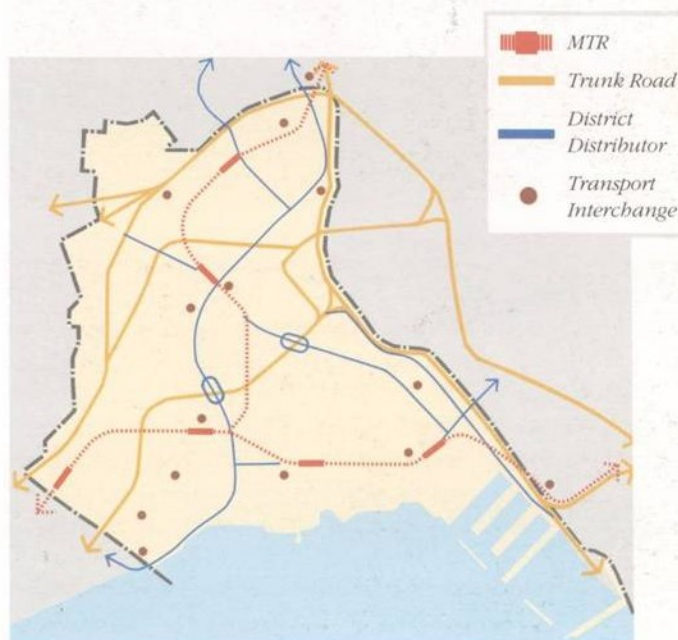 MTR
Trunk Road
District
Distributor
Transport
Interchange